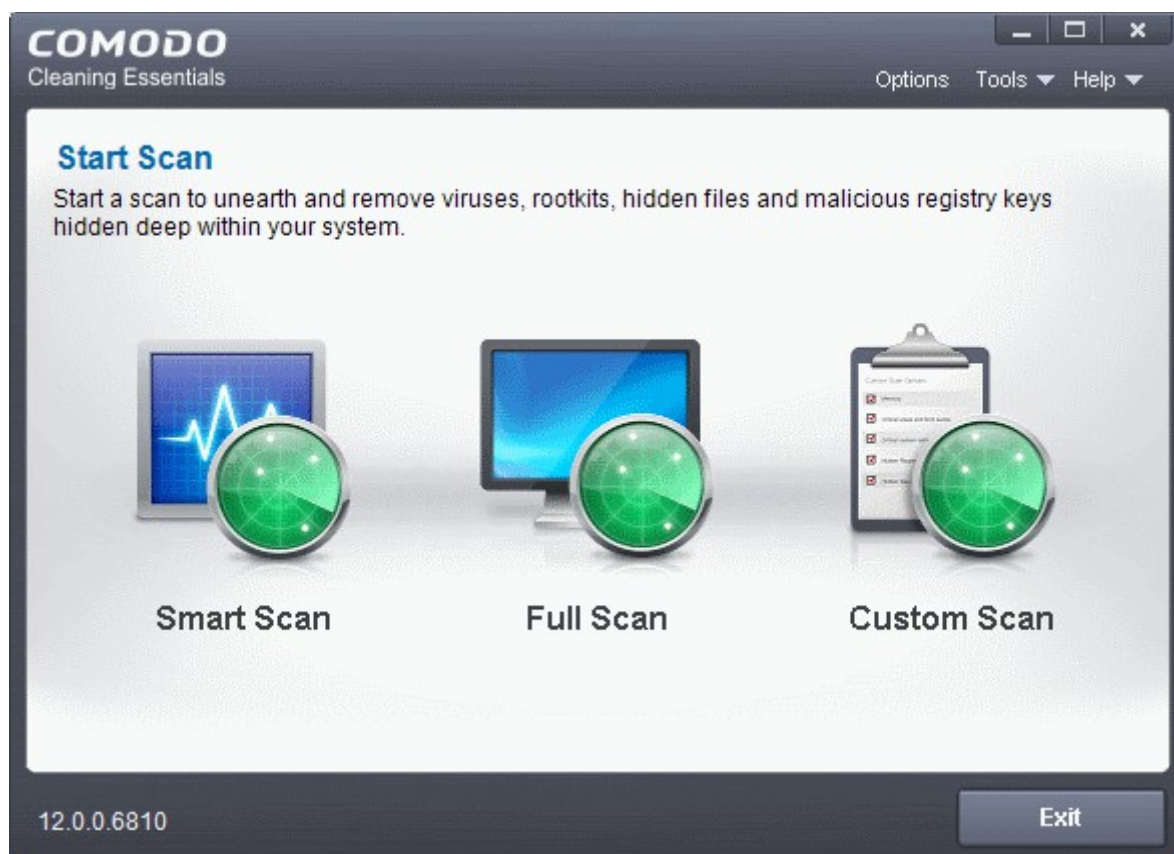 COMODO
Cleaning Essentials
Options Tools Help
Start Scan
Start a scan to unearth and remove viruses, rootkits, hidden files and malicious registry keys
hidden deep within your system.
Smart Scan Full Scan Custom Scan
12.0.0.6810
Exit